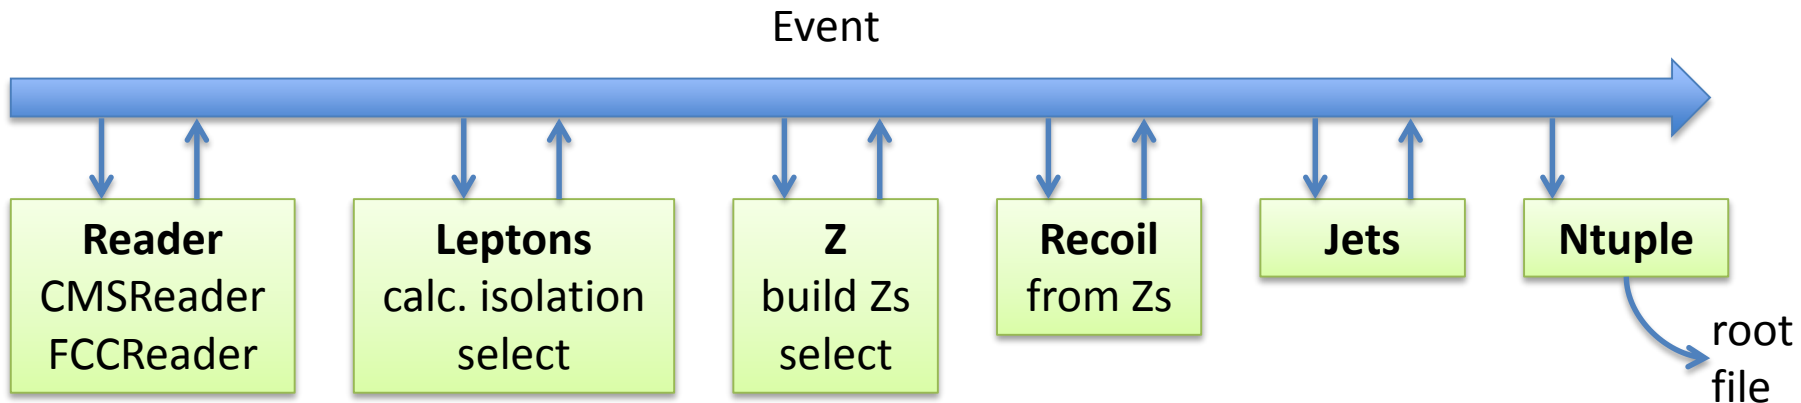 Event
Reader
CMSReader
FCCReader
Leptons
calc. isolation
select
Z
build Zs
select
Recoil
from Zs
Jets
Ntuple
root
file